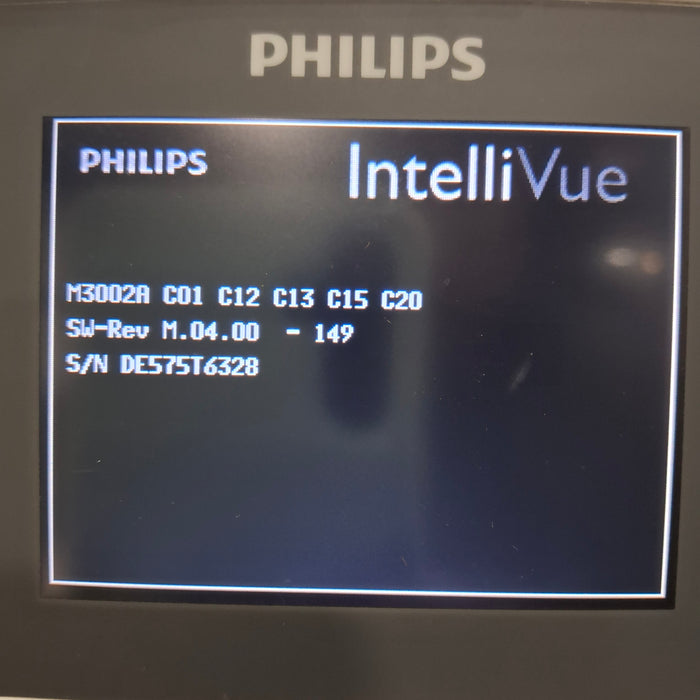 PHILIPS
PHILIPS IntelliVue
M3002A C01 C12 C13 C15 C20
SW-Rev M.04.00 - 149
S/N DE575T6328